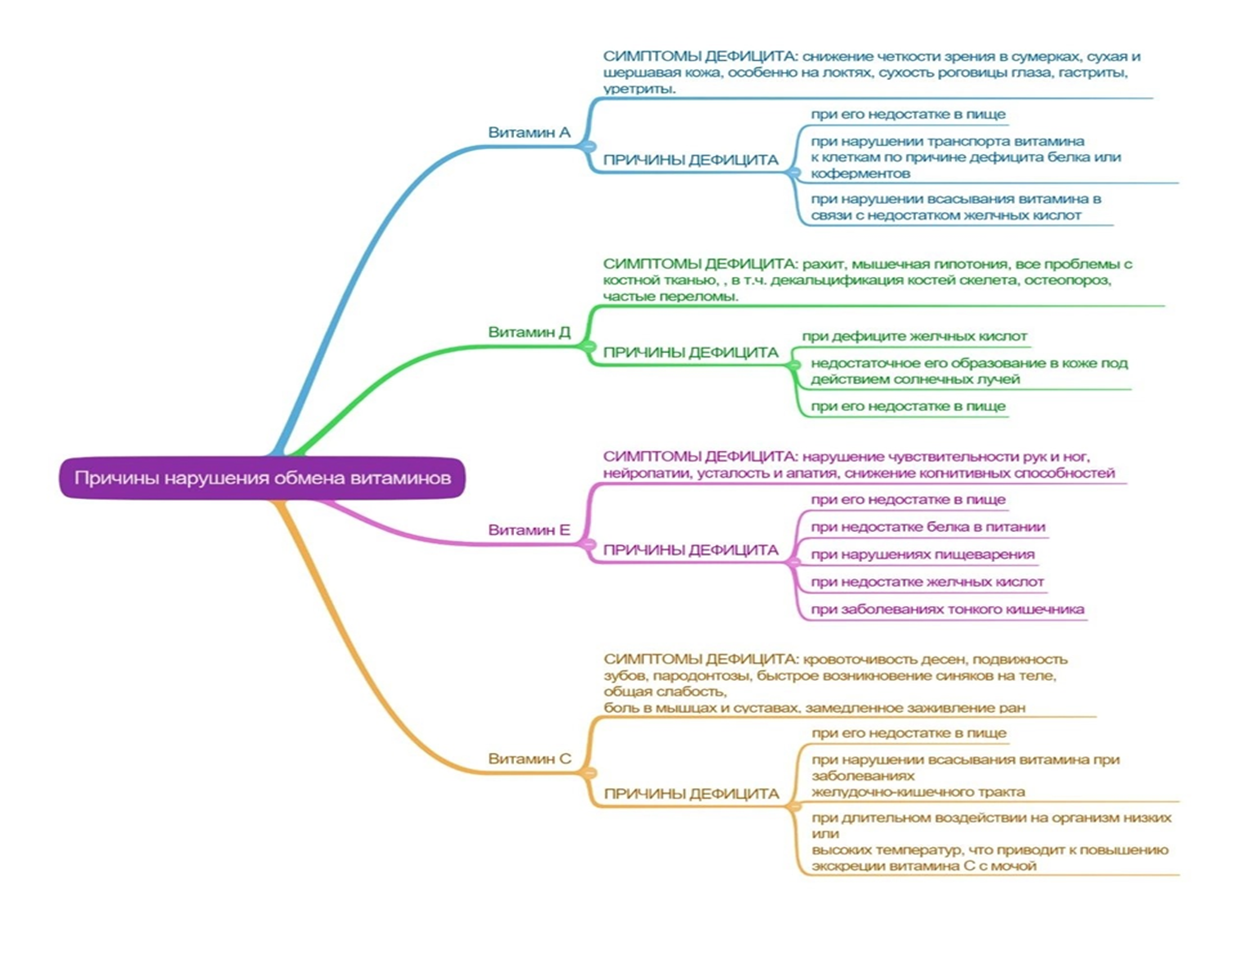 Причины нарушения обмена витаминов
Витамин А
СИМПТОМЫ ДЕФИЦИТА: снижение четкости зрения в сумерках, сухая и
шершавая кожа, особенно на локтях, сухость роговицы глаза, гастриты,
уретриты.
ПРИЧИНЫ ДЕФИЦИТА
при его недостатке в пище
при нарушении транспорта витамина
к клеткам по причине дефицита белка или
коферментов
при нарушении всасывания витамина в
связи с недостатком желчных кислот
Витамин Д
СИМПТОМЫ ДЕФИЦИТА: рахит, мышечная гипотония, все проблемы с
костной тканью, , в т.ч. декальцификация костей скелета, остеопороз,
частые переломы.
ПРИЧИНЫ ДЕФИЦИТА
при дефиците желчных кислот
недостаточное его образование в коже под
действием солнечных лучей
при его недостатке в пище
Витамин Е
СИМПТОМЫ ДЕФИЦИТА: нарушение чувствительности рук и ног,
нейропатии, усталость и апатия, снижение когнитивных способностей
ПРИЧИНЫ ДЕФИЦИТА
при его недостатке в пище
при недостатке белка в питании
при нарушениях пищеварения
при недостатке желчных кислот
при заболеваниях тонкого кишечника
Витамин С
СИМПТОМЫ ДЕФИЦИТА: кровоточивость десен, подвижность
зубов, пародонтозы, быстрое возникновение синяков на теле,
общая слабость,
боль в мышцах и суставах, замедленное заживление ран
ПРИЧИНЫ ДЕФИЦИТА
при его недостатке в пище
при нарушении всасывания витамина при
заболеваниях
желудочно-кишечного тракта
при длительном воздействии на организм низких
или
высоких температур, что приводит к повышению
экскреции витамина С с мочой